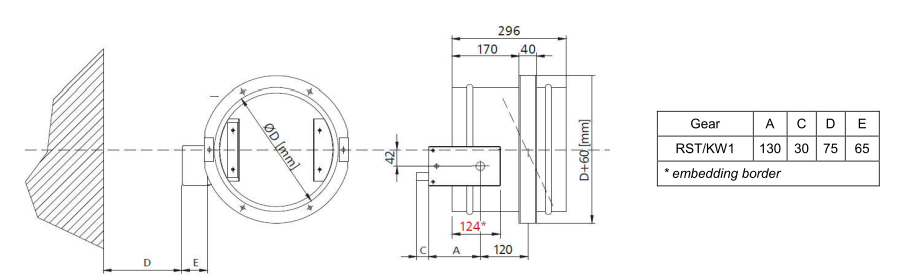 296
170 40
ØD [mm]
42
D+60 [mm]
124*
C A 120
D E
Gear A C D E
RST/KW1 130 30 75 65
* embedding border